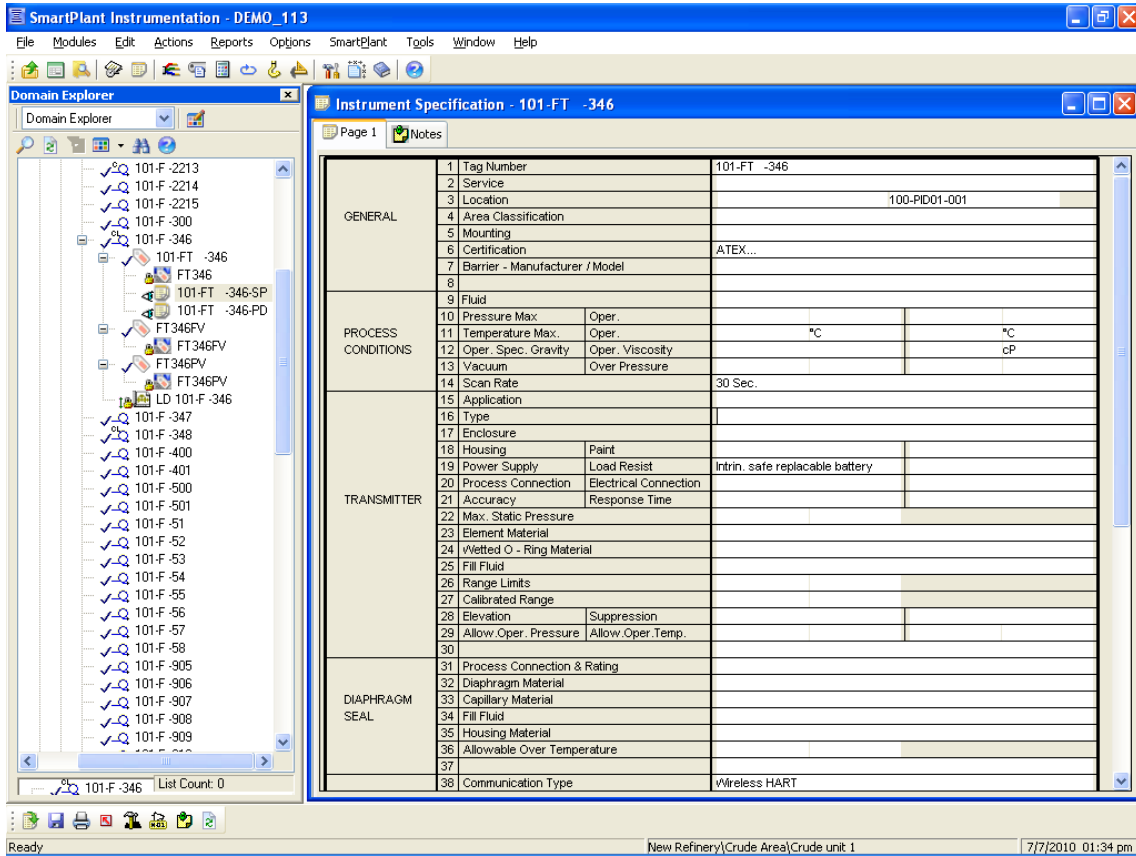 SmartPlant Instrumentation - DEMO_113
File Modules Edit Actions Reports Options SmartPlant Tools Window Help
Domain Explorer
Domain Explorer
101-F -2213
101-F -2214
101-F -2215
101-F -300
101-F -346
101-FT -346
FT346
101-FT -346-SP
101-FT -346-PD
FT346FV
FT346FV
FT346PV
FT346PV
LD 101-F -346
101-F -347
101-F -348
101-F -400
101-F -401
101-F -500
101-F -501
101-F -51
101-F -52
101-F -53
101-F -54
101-F -55
101-F -56
101-F -57
101-F -58
101-F -905
101-F -906
101-F -907
101-F -908
101-F -909
101-F -346 List Count: 0
Instrument Specification - 101-FT -346
Page 1 Notes
GENERAL
1 Tag Number 101-FT -346
2 Service
3 Location 100-PID01-001
4 Area Classification
5 Mounting
6 Certification ATEX...
7 Barrier - Manufacturer / Model
8
PROCESS CONDITIONS
9 Fluid
10 Pressure Max Oper.
11 Temperature Max. Oper. °C °C
12 Oper. Spec. Gravity Oper. Viscosity cP
13 Vacuum Over Pressure
14 Scan Rate 30 Sec.
TRANSMITTER
15 Application
16 Type
17 Enclosure
18 Housing Paint
19 Power Supply Load Resist Intrin. safe replacable battery
20 Process Connection Electrical Connection
21 Accuracy Response Time
22 Max. Static Pressure
23 Element Material
24 Wetted O - Ring Material
25 Fill Fluid
26 Range Limits
27 Calibrated Range
28 Elevation Suppression
29 Allow.Oper. Pressure Allow.Oper.Temp.
30
DIAPHRAGM SEAL
31 Process Connection & Rating
32 Diaphragm Material
33 Capillary Material
34 Fill Fluid
35 Housing Material
36 Allowable Over Temperature
37
38 Communication Type Wireless HART
Ready New Refinery\Crude Area\Crude unit 1 7/7/2010 01:34 pm